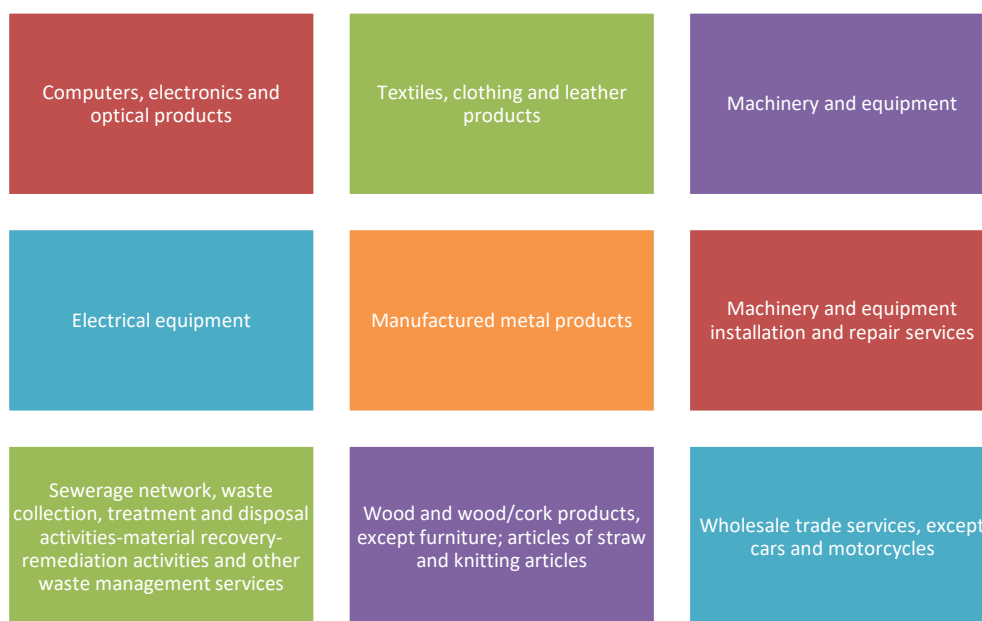 Computers, electronics and
optical products
Textiles, clothing and leather
products
Machinery and equipment
Electrical equipment
Manufactured metal products
Machinery and equipment
installation and repair services
Sewerage network, waste
collection, treatment and disposal
activities-material recovery-
remediation activities and other
waste management services
Wood and wood/cork products,
except furniture; articles of straw
and knitting articles
Wholesale trade services, except
cars and motorcycles